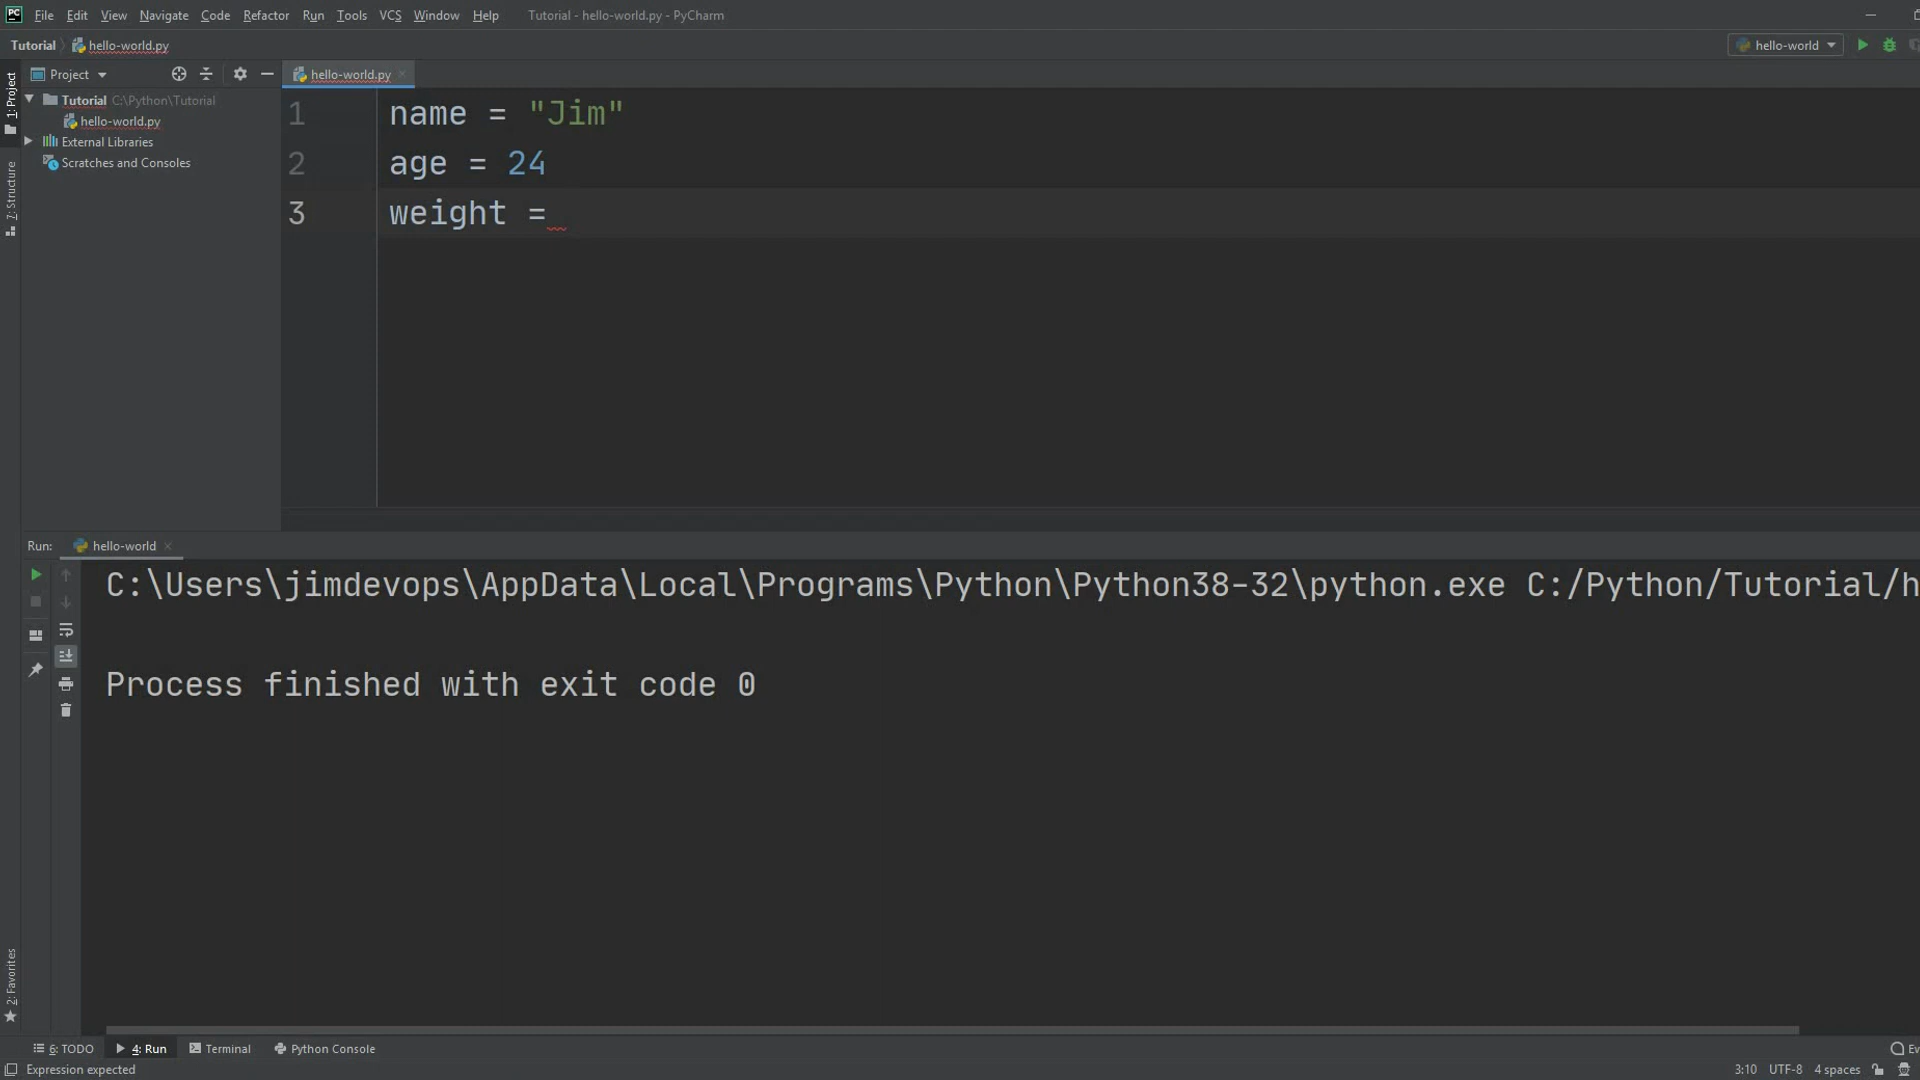 PC File Edit View Navigate Code Refactor Run Tools VCS Window Help Tutorial - hello-world.py - PyCharm
Tutorial hello-world.py hello-world
1: Project
Project
hello-world.py
Tutorial C:\Python\Tutorial
hello-world.py
External Libraries
Scratches and Consoles
7: Structure
1 name = "Jim"
2 age = 24
3 weight =
Run: hello-world
C:\Users\jimdevops\AppData\Local\Programs\Python\Python38-32\python.exe C:/Python/Tutorial/h
Process finished with exit code 0
2: Favorites
6: TODO 4: Run Terminal Python Console Ev
Expression expected 3:10 UTF-8 4 spaces